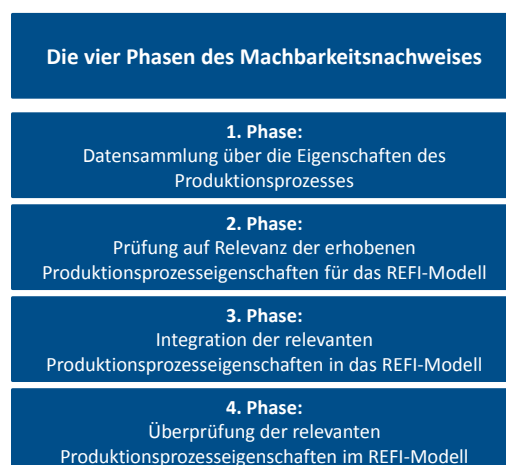 Die vier Phasen des Machbarkeitsnachweises
1. Phase:
Datensammlung über die Eigenschaften des
Produktionsprozesses
2. Phase:
Prüfung auf Relevanz der erhobenen
Produktionsprozesseigenschaften für das REFI-Modell
3. Phase:
Integration der relevanten
Produktionsprozesseigenschaften in das REFI-Modell
4. Phase:
Überprüfung der relevanten
Produktionsprozesseigenschaften im REFI-Modell